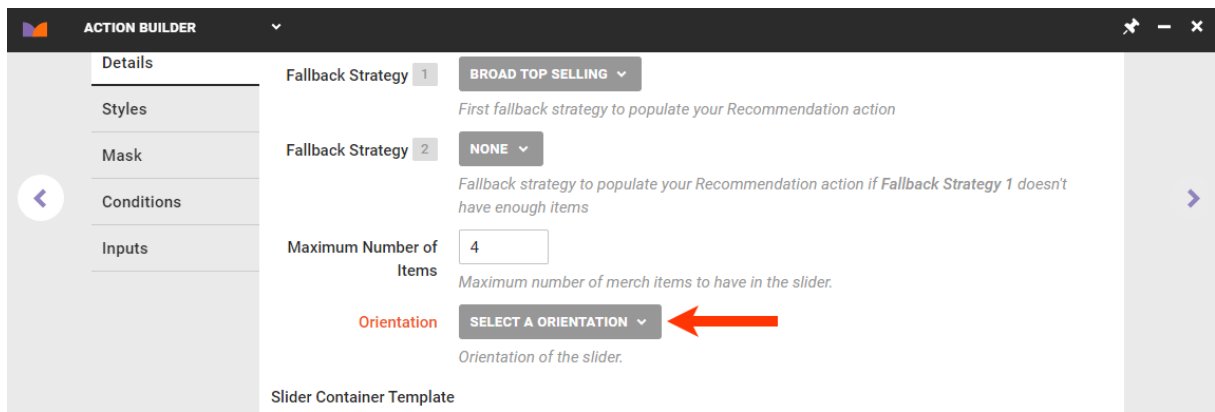 ACTION BUILDER
Details
Styles
Mask
Conditions
Inputs
Fallback Strategy 1
BROAD TOP SELLING
First fallback strategy to populate your Recommendation action
Fallback Strategy 2
NONE
Fallback strategy to populate your Recommendation action if Fallback Strategy 1 doesn't
have enough items
Maximum Number of
Items
4
Maximum number of merch items to have in the slider.
Orientation
SELECT A ORIENTATION
Orientation of the slider.
Slider Container Template